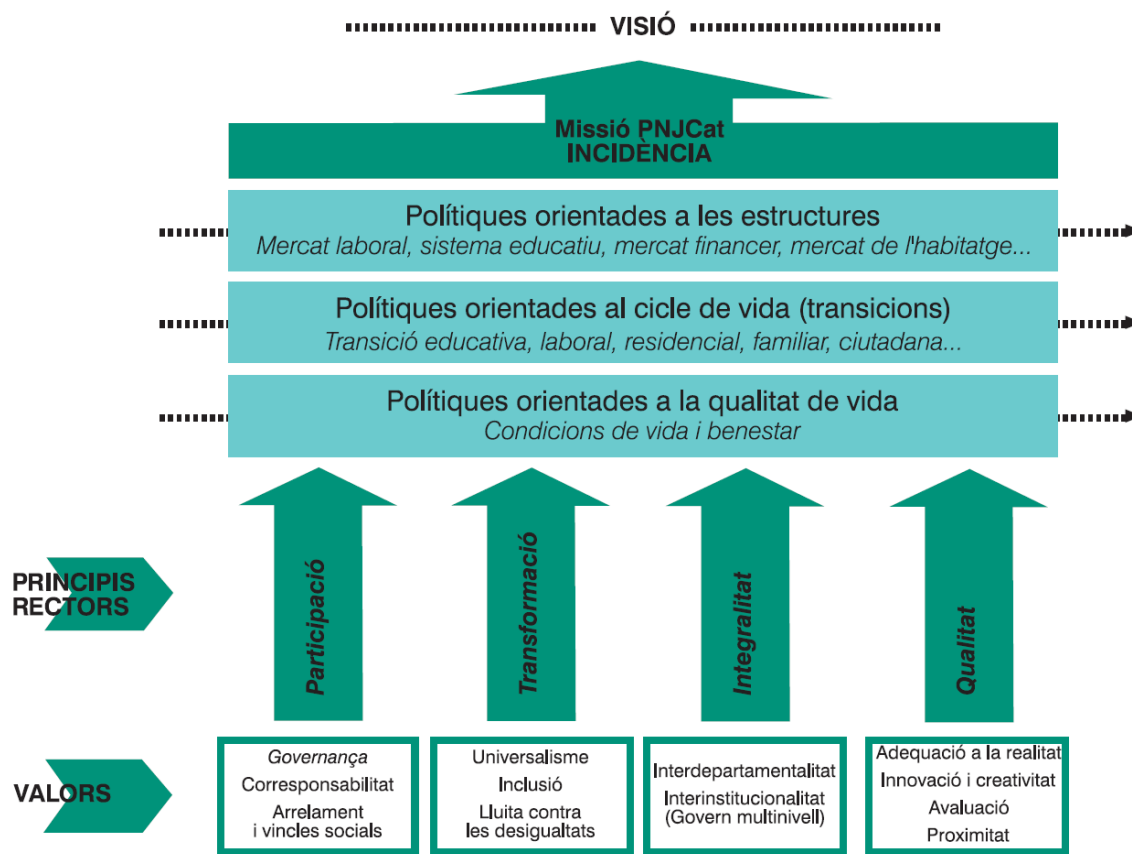 VISIÓ
Missió PNJCat
INCIDÈNCIA
Polítiques orientades a les estructures
Mercat laboral, sistema educatiu, mercat financer, mercat de l'habitatge...
Polítiques orientades al cicle de vida (transicions)
Transició educativa, laboral, residencial, familiar, ciutadana...
Polítiques orientades a la qualitat de vida
Condicions de vida i benestar
PRINCIPIS
RECTORS
Participació
Transformació
Integralitat
Qualitat
VALORS
Governança
Corresponsabilitat
Arrelament
i vincles socials
Universalisme
Inclusió
Lluita contra
les desigualtats
Interdepartamentalitat
Interinstitucionalitat
(Govern multinivell)
Adequació a la realitat
Innovació i creativitat
Avaluació
Proximitat